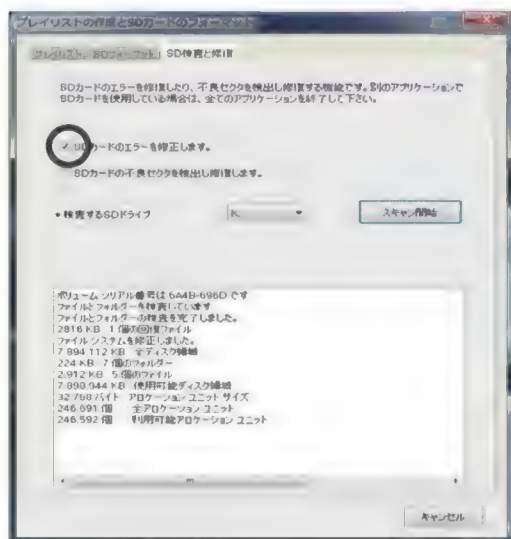 プレイリストの作成とSDカードのフォーマット
プレイリスト、SDフォーマット SD検査と修復
SDカードのエラーを修復したり、不良セクタを検出し修復する機能です。別のアプリケーションで
SDカードを使用している場合は、全てのアプリケーションを終了して下さい。
SDカードのエラーを修正します。
SDカードの不良セクタを検出し修復します。
• 検査するSDドライブ K: スキャン開始
ボリューム シリアル番号は 6A4B-696D です
ファイルとフォルダーを検査しています
ファイルとフォルダーの検査を完了しました。
2816 KB 1 個の回復ファイル
ファイル システムを修正しました。
7.894.112 KB 全ディスク領域
224 KB 7 個のフォルダー
2.912 KB 5 個のファイル
7.890.944 KB 使用可能ディスク領域
32.768 バイト アロケーション ユニット サイズ
246.691 個 全アロケーション ユニット
246.592 個 利用可能アロケーション ユニット
キャンセル